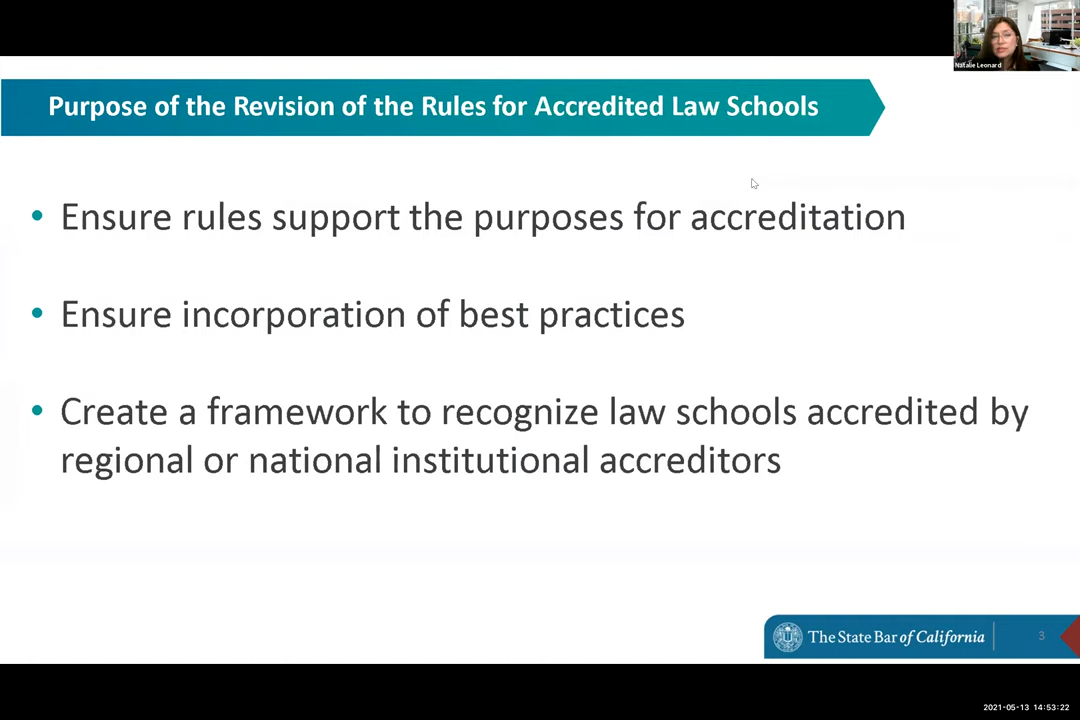 Natalie Leonard
Purpose of the Revision of the Rules for Accredited Law Schools
• Ensure rules support the purposes for accreditation
• Ensure incorporation of best practices
• Create a framework to recognize law schools accredited by
regional or national institutional accreditors
The State Bar of California
3
2021-05-13 14:53:22